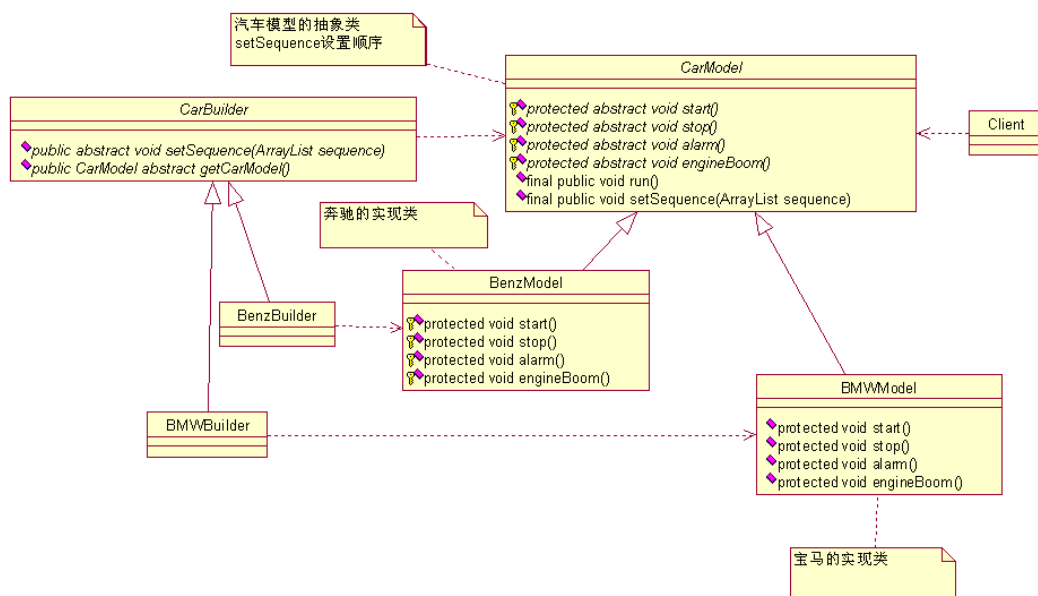 汽车模型的抽象类
setSequence设置顺序
CarModel
protected abstract void start()
protected abstract void stop()
protected abstract void alarm()
protected abstract void engineBoom()
final public void run()
final public void setSequence(ArrayList sequence)
Client
CarBuilder
public abstract void setSequence(ArrayList sequence)
public CarModel abstract getCarModel()
奔驰的实现类
BenzModel
protected void start()
protected void stop()
protected void alarm()
protected void engineBoom()
BenzBuilder
BMWBuilder
BMWModel
protected void start()
protected void stop()
protected void alarm()
protected void engineBoom()
宝马的实现类